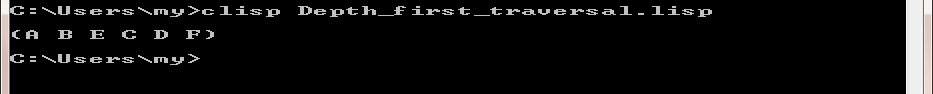 C:\Users\my>clisp Depth_first_traversal.lisp
(A B E C D F)
C:\Users\my>